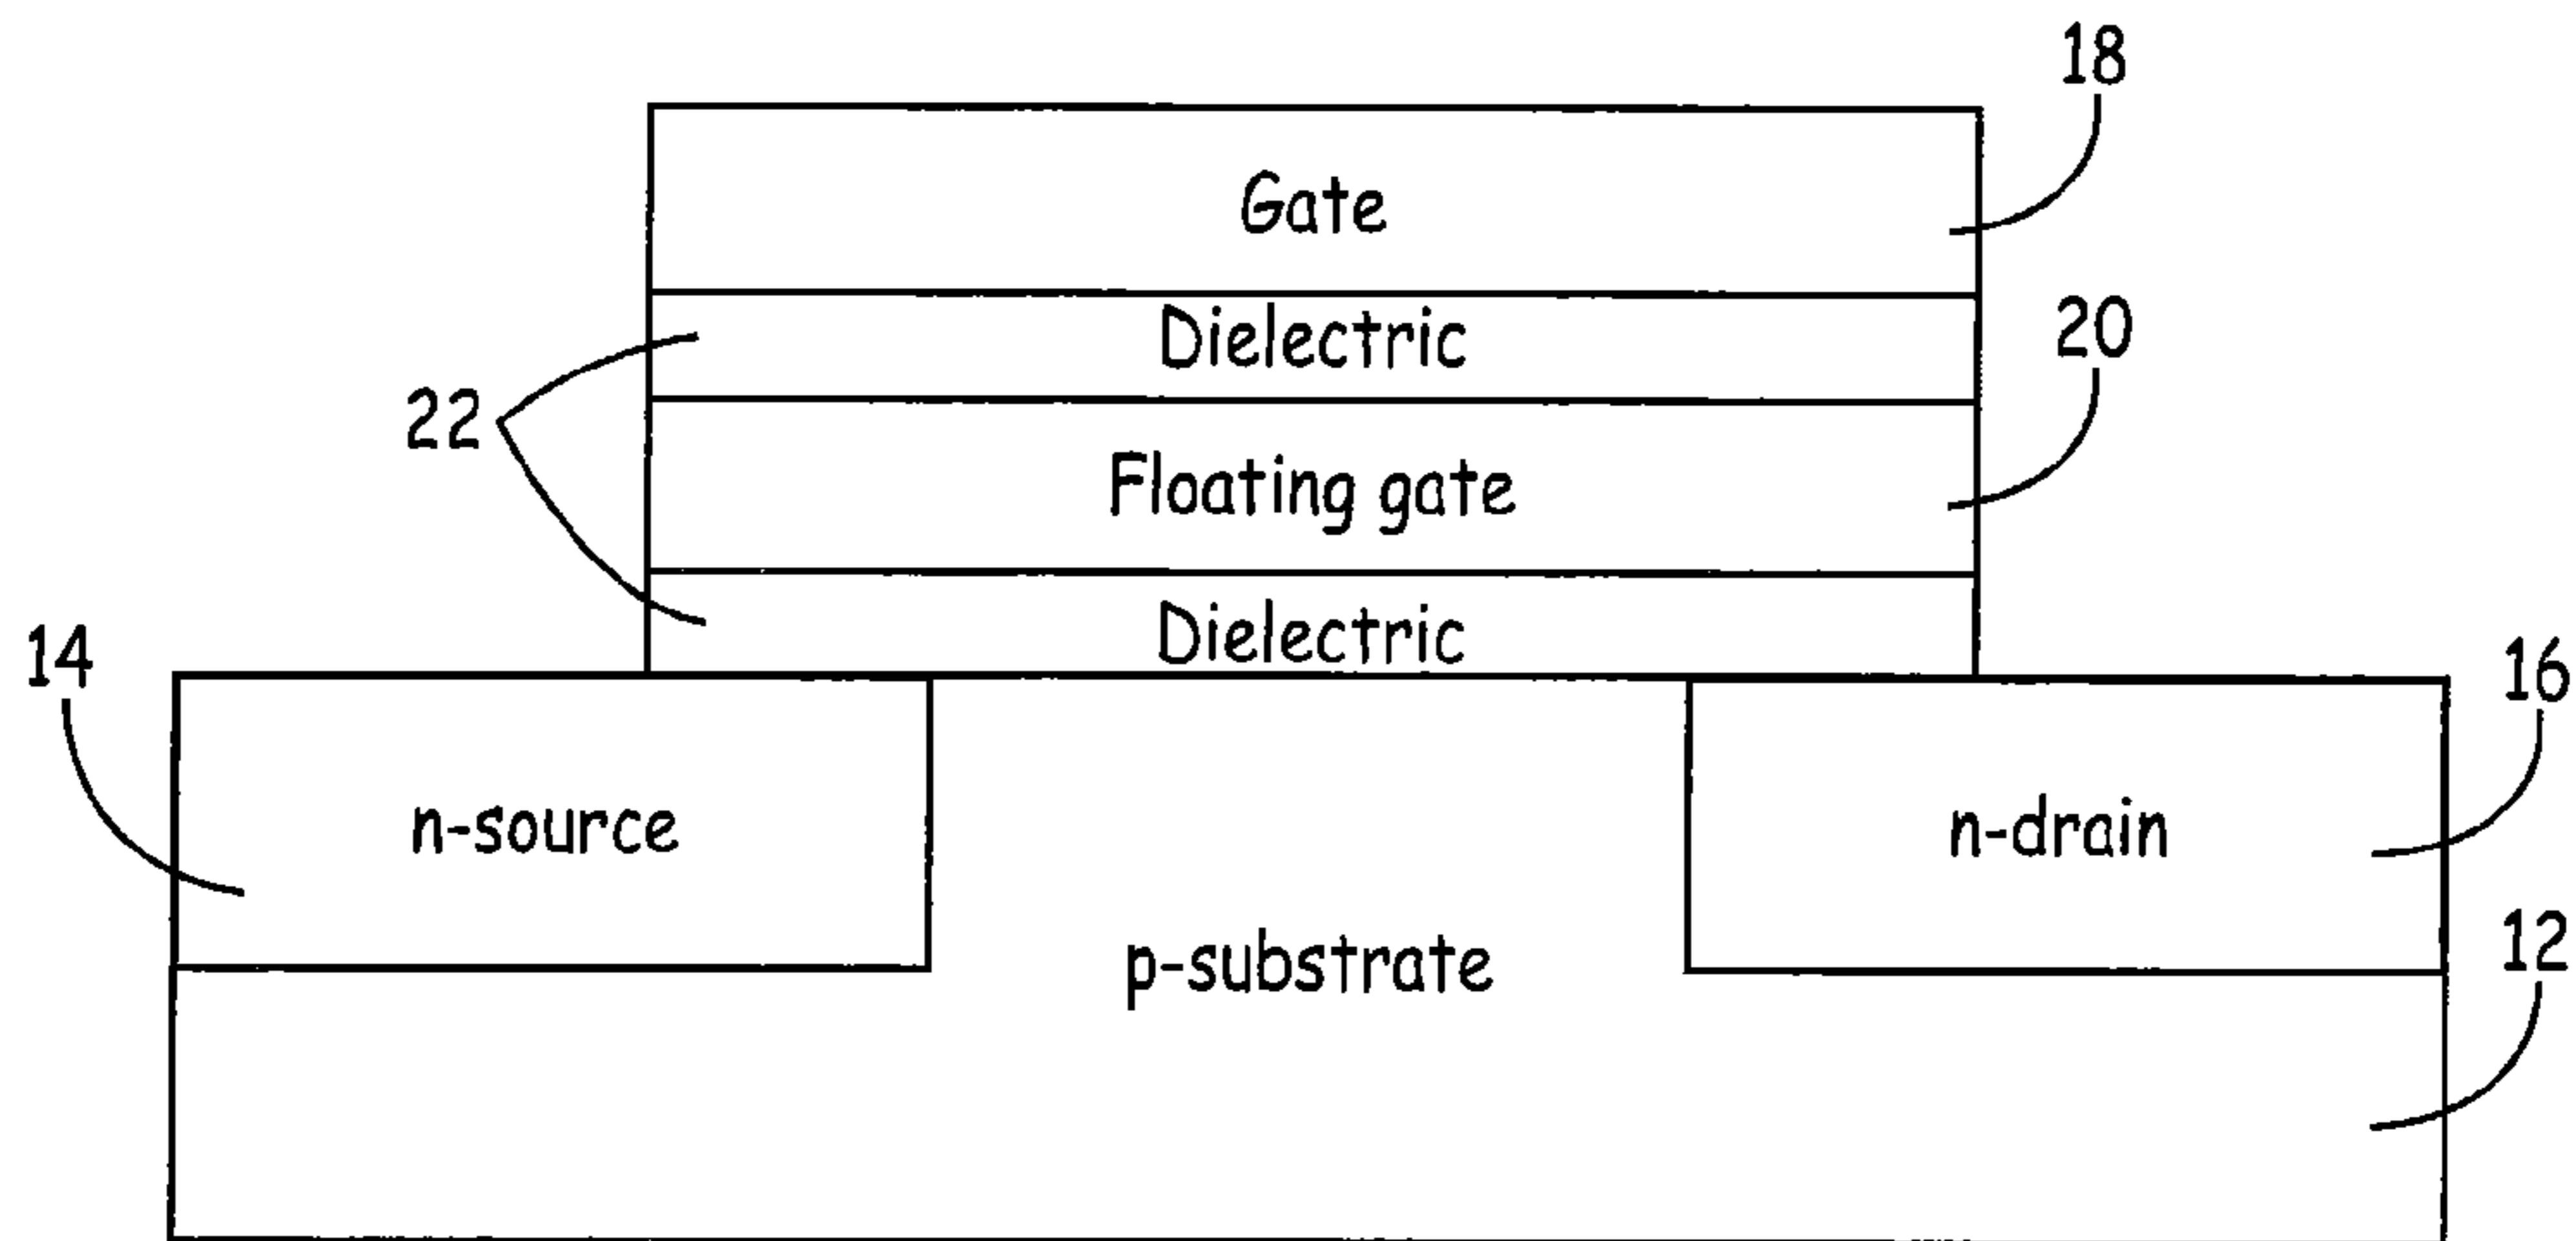 18
Gate
Dielectric
20
22
Floating gate
Dielectric
14
16
n-source
n-drain
12
p-substrate